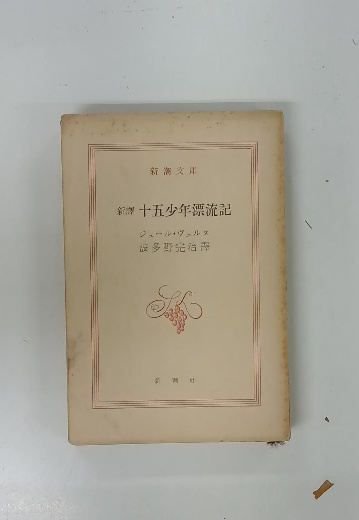 新潮文庫
新譯 十五少年漂流記
ジュール・ヴェルヌ
波多野完治譯
新潮社